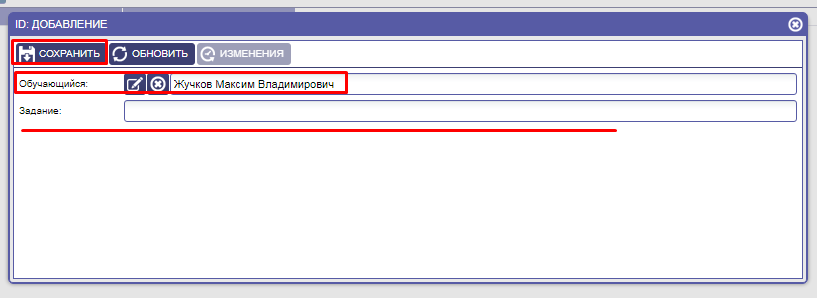 ID: ДОБАВЛЕНИЕ
СОХРАНИТЬ ОБНОВИТЬ ИЗМЕНЕНИЯ
Обучающийся: Жучков Максим Владимирович
Задание: